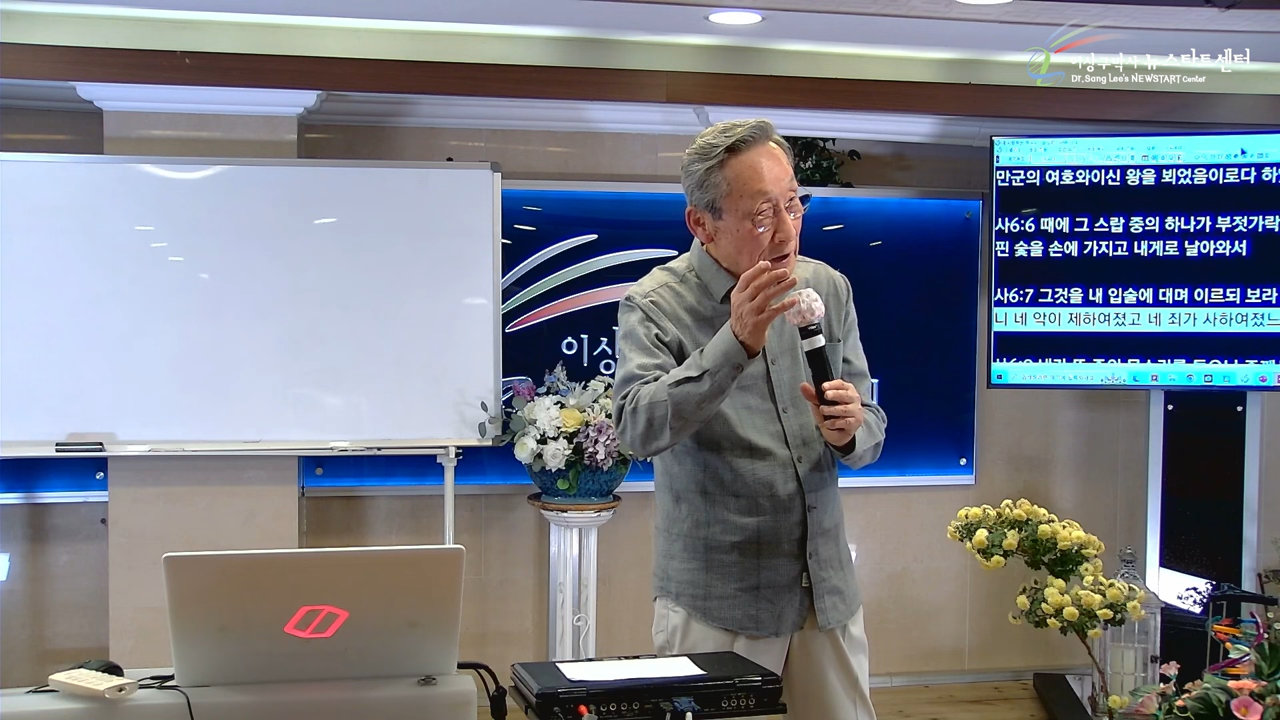 이상구박사 뉴스타트센터
Dr.Sang Lee's NEWSTART Center
만군의 여호와이신 왕을 뵈었음이로다 하
사6:6 때에 그 스랍 중의 하나가 부젓가락
핀 숯을 손에 가지고 내게로 날아와서
사6:7 그것을 내 입술에 대며 이르되 보라
니 네 악이 제하여졌고 네 죄가 사하여졌느
이상